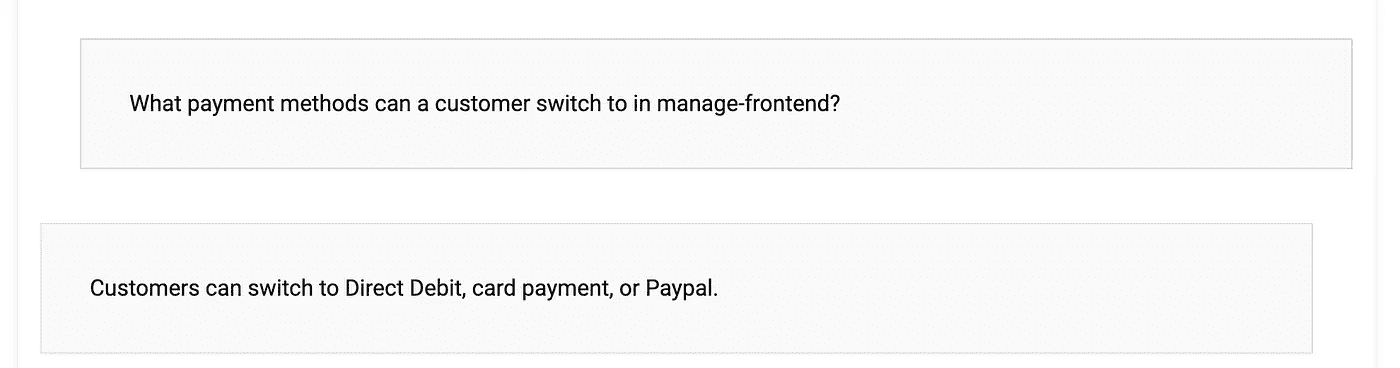 What payment methods can a customer switch to in manage-frontend?
Customers can switch to Direct Debit, card payment, or Paypal.